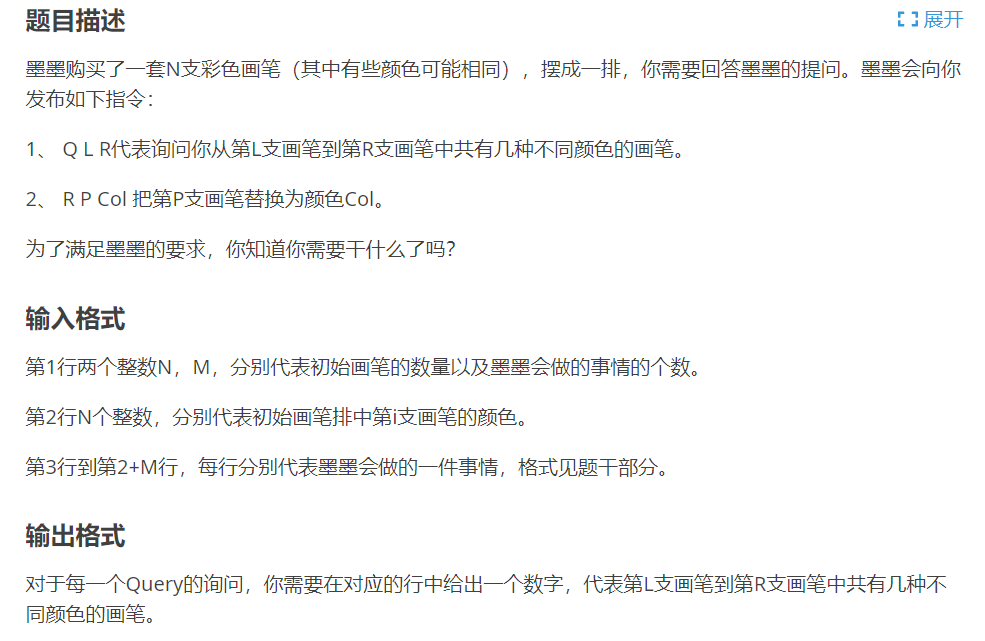 题目描述
展开
墨墨购买了一套N支彩色画笔（其中有些颜色可能相同），摆成一排，你需要回答墨墨的提问。墨墨会向你
发布如下指令：
1、 Q L R代表询问你从第L支画笔到第R支画笔中共有几种不同颜色的画笔。
2、 R P Col 把第P支画笔替换为颜色Col。
为了满足墨墨的要求，你知道你需要干什么了吗？
输入格式
第1行两个整数N，M，分别代表初始画笔的数量以及墨墨会做的事情的个数。
第2行N个整数，分别代表初始画笔排中第i支画笔的颜色。
第3行到第2+M行，每行分别代表墨墨会做的一件事情，格式见题干部分。
输出格式
对于每一个Query的询问，你需要在对应的行中给出一个数字，代表第L支画笔到第R支画笔中共有几种不
同颜色的画笔。